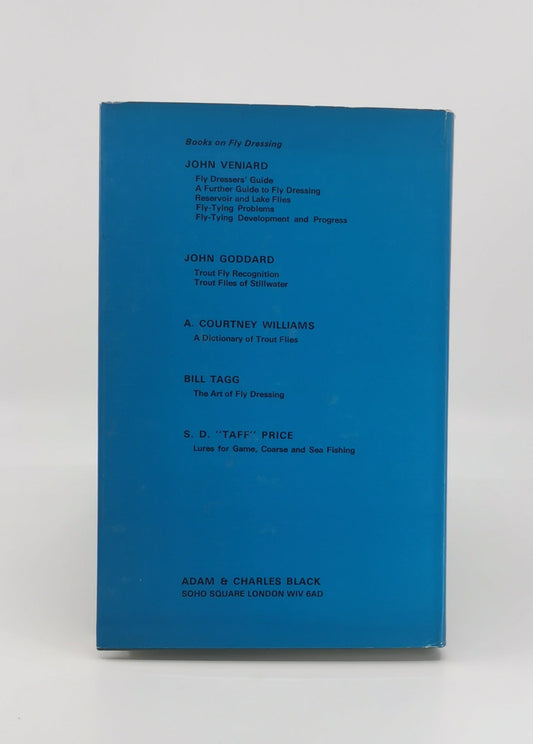 Books on Fly Dressing
JOHN VENIARD
Fly Dressers' Guide
A Further Guide to Fly Dressing
Reservoir and Lake Flies
Fly-Tying Problems
Fly-Tying Development and Progress
JOHN GODDARD
Trout Fly Recognition
Trout Flies of Stillwater
A. COURTNEY WILLIAMS
A Dictionary of Trout Flies
BILL TAGG
The Art of Fly Dressing
S. D. "TAFF" PRICE
Lures for Game, Coarse and Sea Fishing
ADAM & CHARLES BLACK
SOHO SQUARE LONDON WIV 6AD